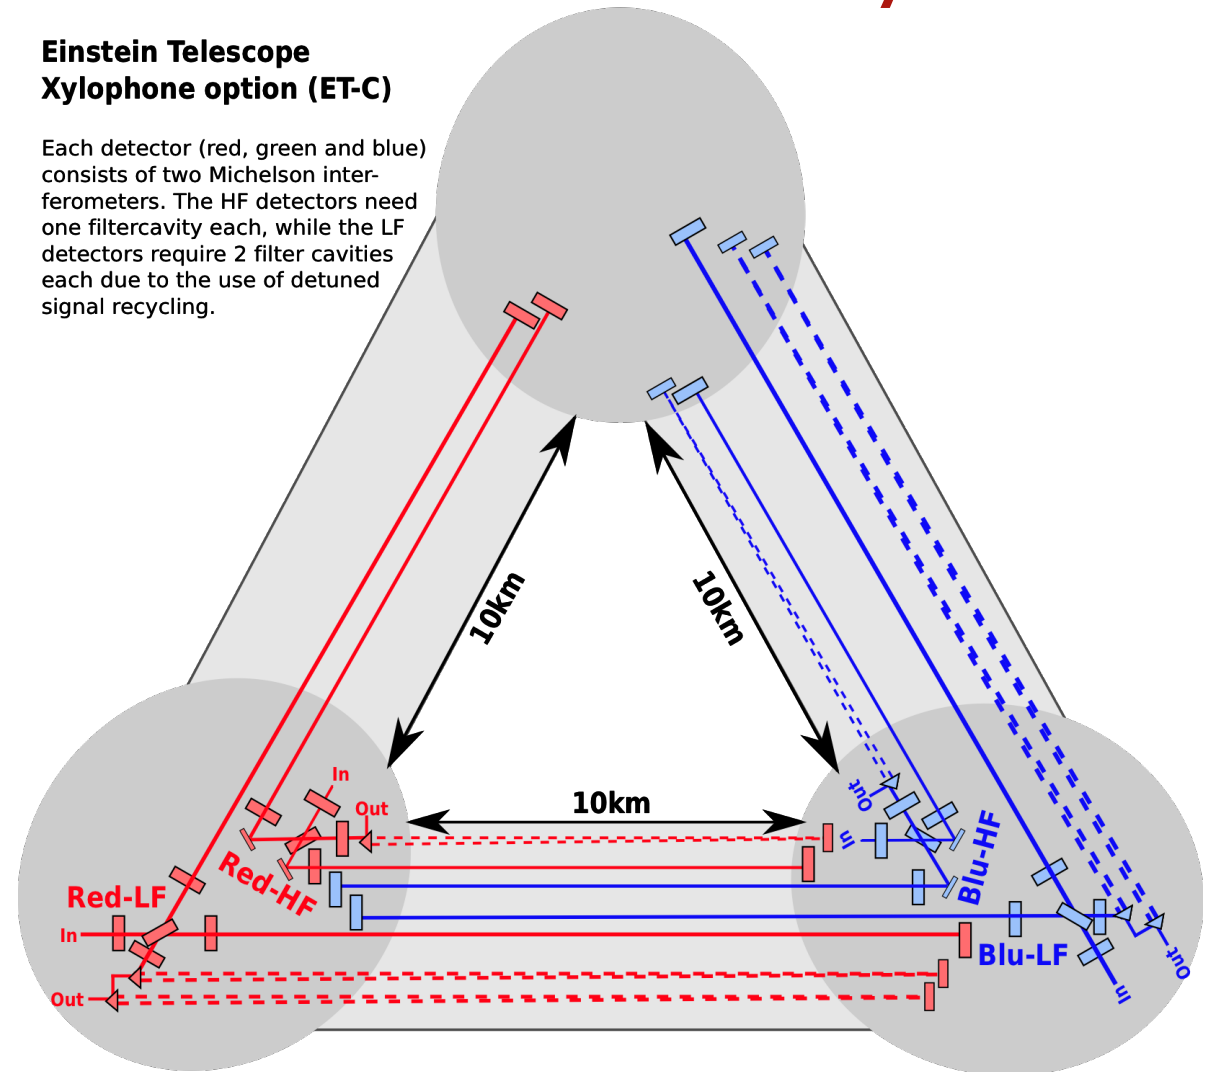 Einstein Telescope
Xylophone option (ET-C)
Each detector (red, green and blue)
consists of two Michelson inter-
ferometers. The HF detectors need
one filtercavity each, while the LF
detectors require 2 filter cavities
each due to the use of detuned
signal recycling.
10km
10km
In
Out
10km
Out
In
Red-HF
Blu-HF
Red-LF
In
Blu-LF
Out
Out
In